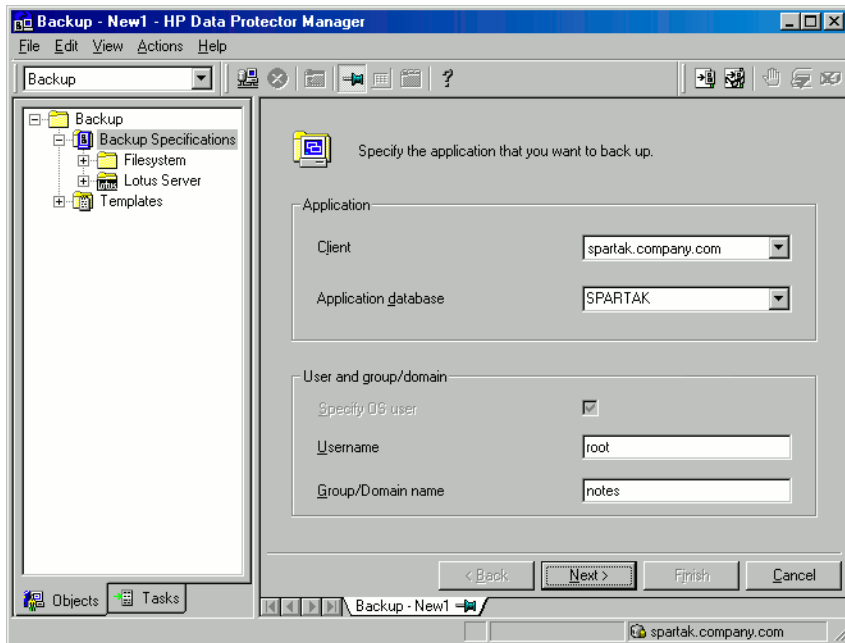 Backup - New1 - HP Data Protector Manager
File Edit View Actions Help
Backup
Backup
Backup Specifications
Filesystem
Lotus Server
Templates
Specify the application that you want to back up.
Application
Client
spartak.company.com
Application database
SPARTAK
User and group/domain
Specify OS user
Username
root
Group/Domain name
notes
< Back
Next >
Finish
Cancel
Objects
Tasks
Backup - New1
spartak.company.com